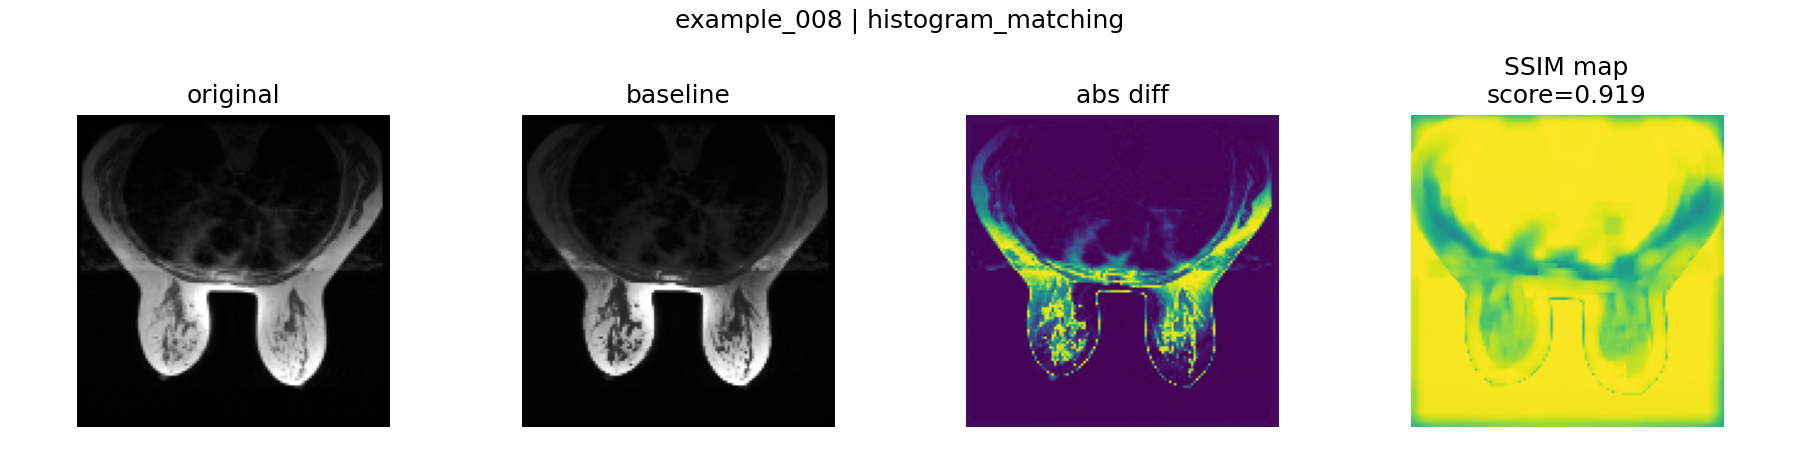 example_008 | histogram_matching
original
baseline
abs diff
SSIM map
score=0.919